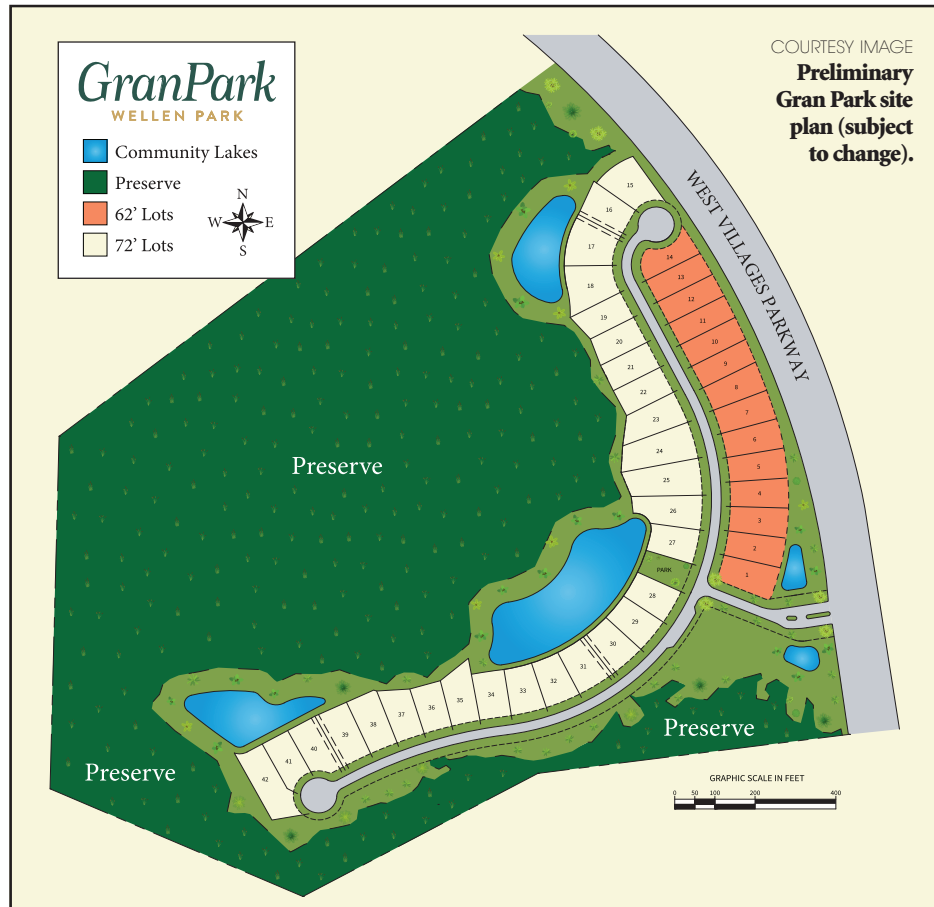 GranPark
WELLEN PARK
Community Lakes
Preserve
62' Lots
72' Lots
N
W E
S
COURTESY IMAGE
Preliminary
Gran Park site
plan (subject
to change).
WEST VILLAGES PARKWAY
15
16
17
18
19
20
21
22
23
24
25
26
27
PARK
28
29
30
31
32
33
34
35
36
37
38
39
40
41
42
14
13
12
11
10
9
8
7
6
5
4
3
2
1
Preserve
Preserve
Preserve
GRAPHIC SCALE IN FEET
0 50 100 200 400